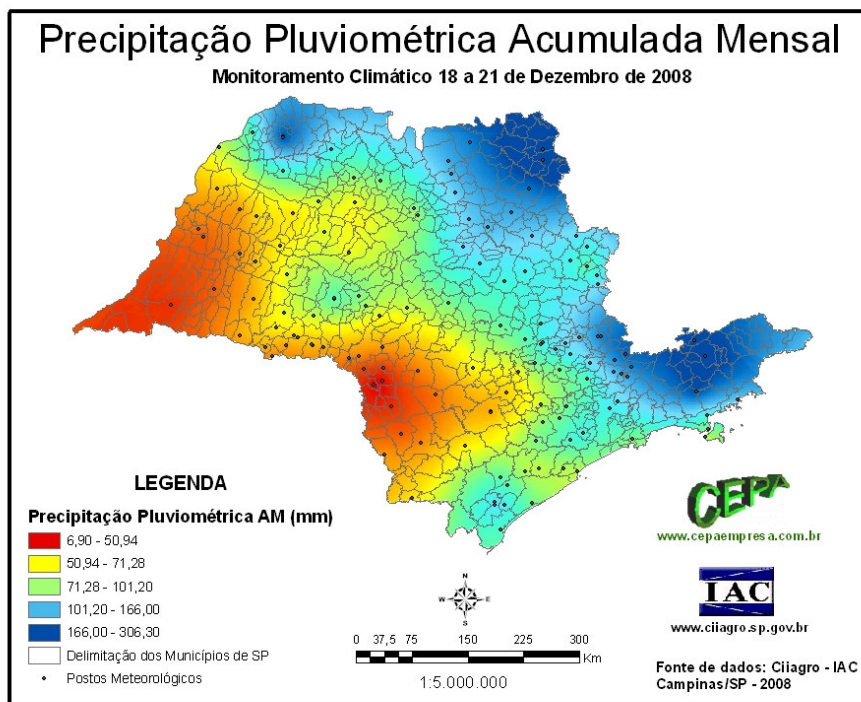 Precipitação Pluviométrica Acumulada Mensal
Monitoramento Climático 18 a 21 de Dezembro de 2008
LEGENDA
Precipitação Pluviométrica AM (mm)
6,90 - 50,94
50,94 - 71,28
71,28 - 101,20
101,20 - 166,00
166,00 - 306,30
Delimitação dos Municípios de SP
Postos Meteorológicos
N
W E
S
0 37,5 75 150 225 300
Km
1:5.000.000
CEPA
www.cepaempresa.com.br
IAC
www.ciiagro.sp.gov.br
Fonte de dados: Ciiagro - IAC
Campinas/SP - 2008